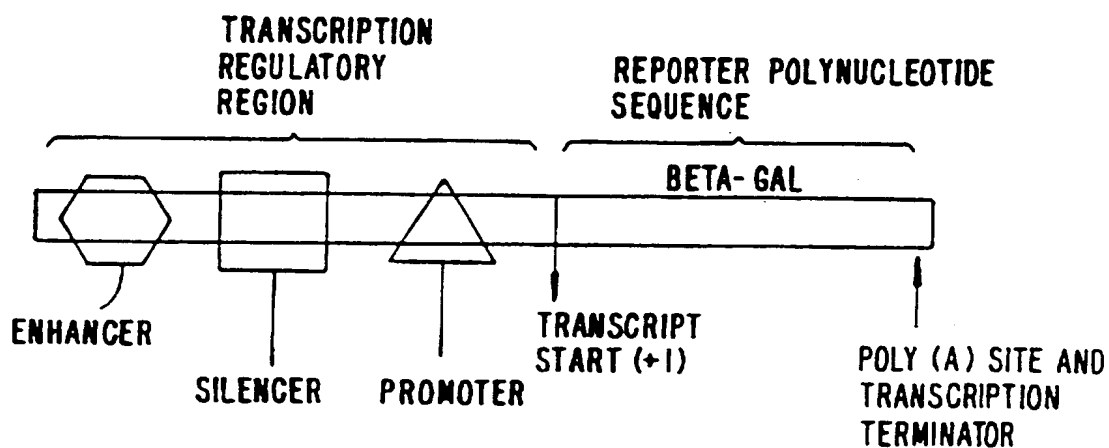 TRANSCRIPTION
REGULATORY
REGION
REPORTER POLYNUCLEOTIDE
SEQUENCE
BETA-GAL
ENHANCER
SILENCER
PROMOTER
TRANSCRIPT
START (+1)
POLY (A) SITE AND
TRANSCRIPTION
TERMINATOR